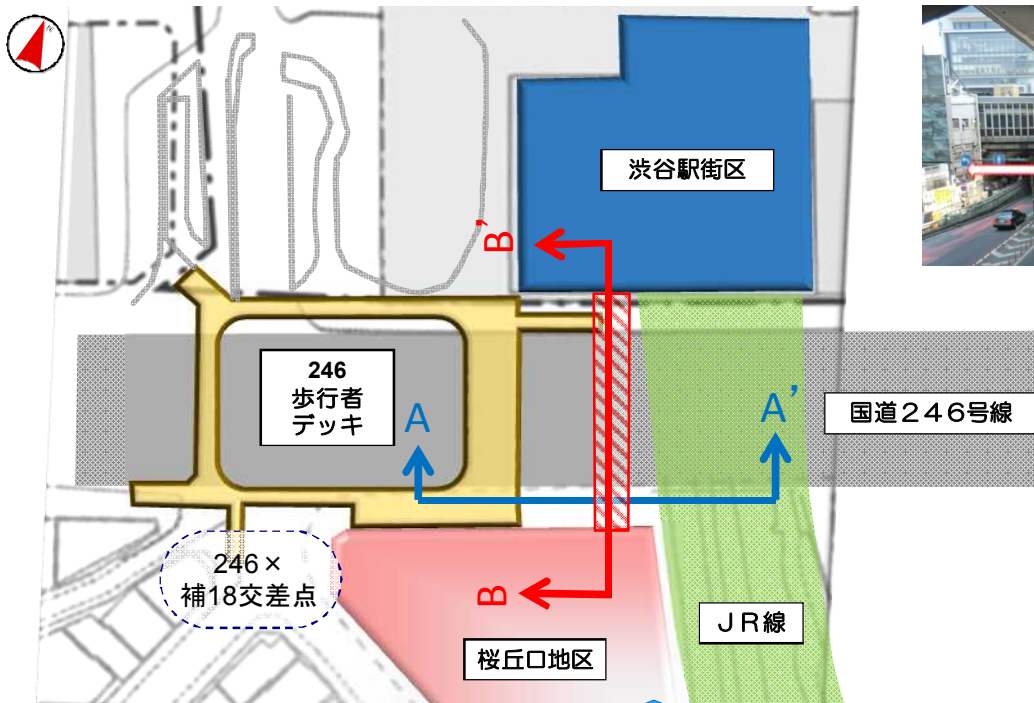 N
渋谷駅街区
B'
246
歩行者
デッキ
A
A’
国道246号線
246×
補18交差点
B
JR線
桜丘口地区